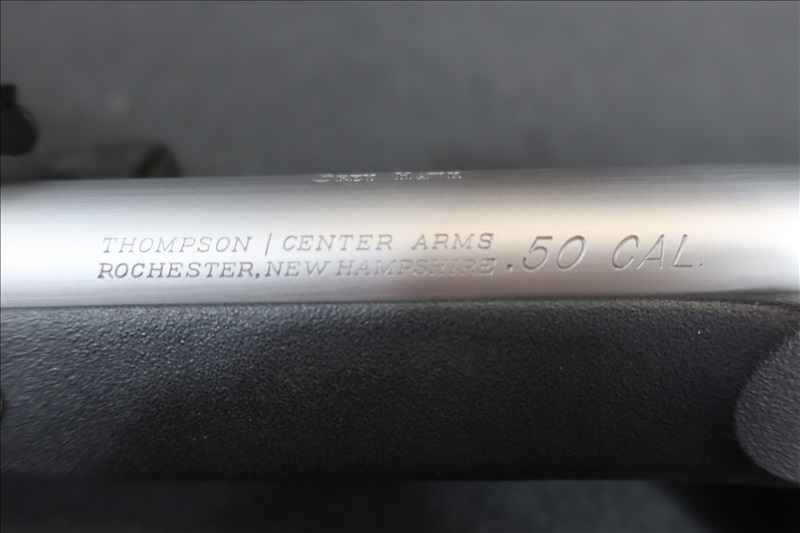 THOMPSON / CENTER ARMS
ROCHESTER, NEW HAMPSHIRE .50 CAL.